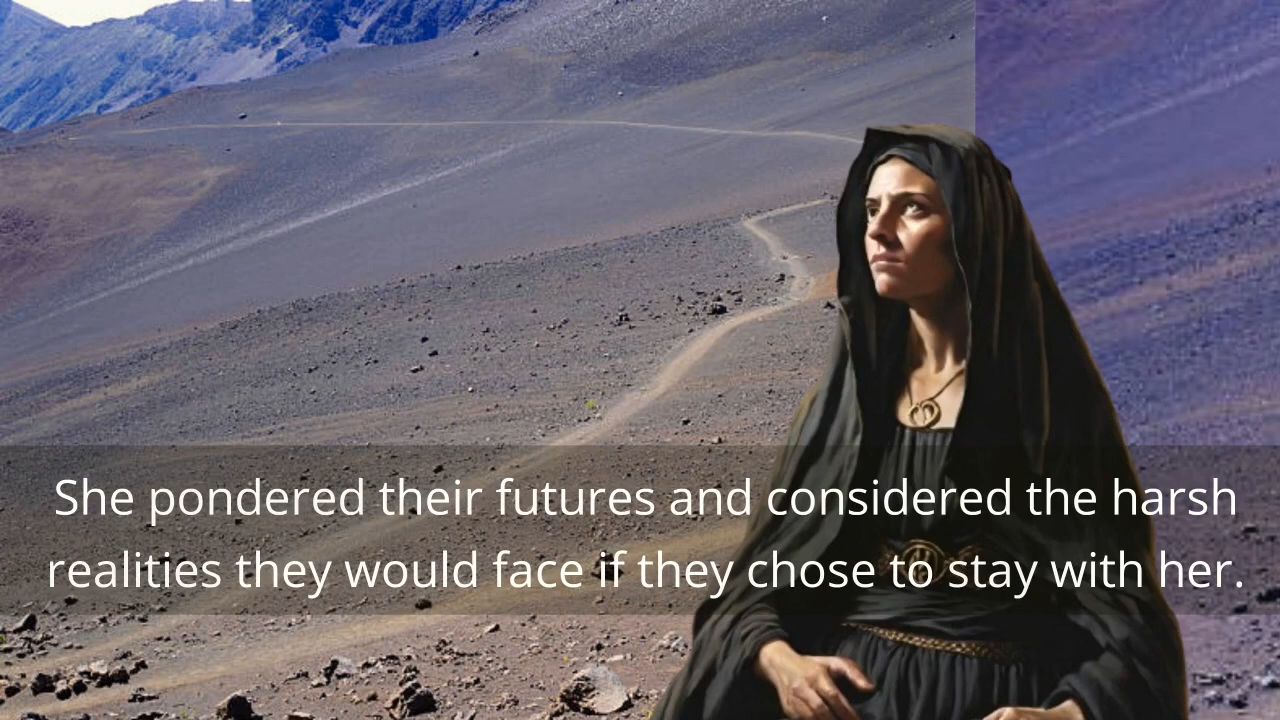 She pondered their futures and considered the harsh
realities they would face if they chose to stay with her.